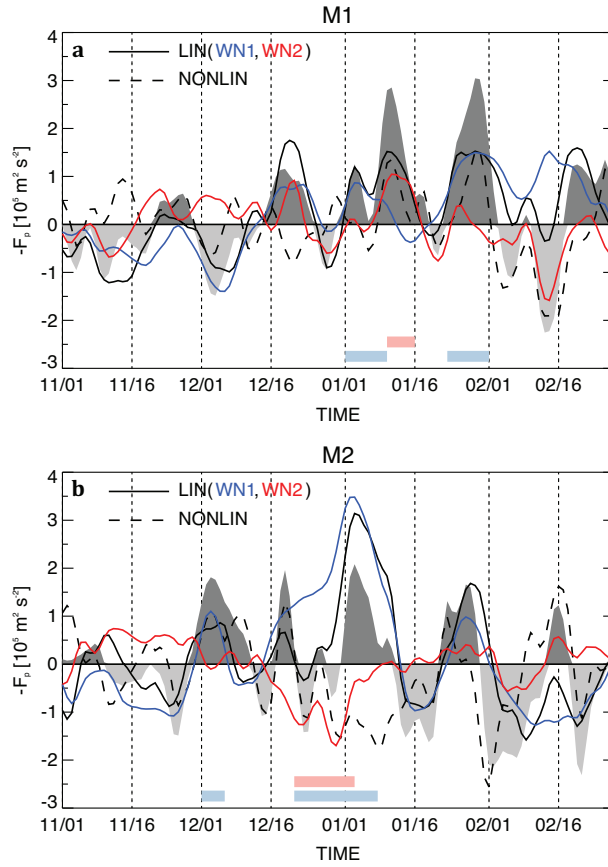 M1
a
LIN(WN1,WN2)
NONLIN
-Fp [10⁵ m² s⁻²]
4
3
2
1
0
-1
-2
-3
11/01 11/16 12/01 12/16 01/01 01/16 02/01 02/16
TIME
M2
b
LIN(WN1,WN2)
NONLIN
-Fp [10⁵ m² s⁻²]
4
3
2
1
0
-1
-2
-3
11/01 11/16 12/01 12/16 01/01 01/16 02/01 02/16
TIME